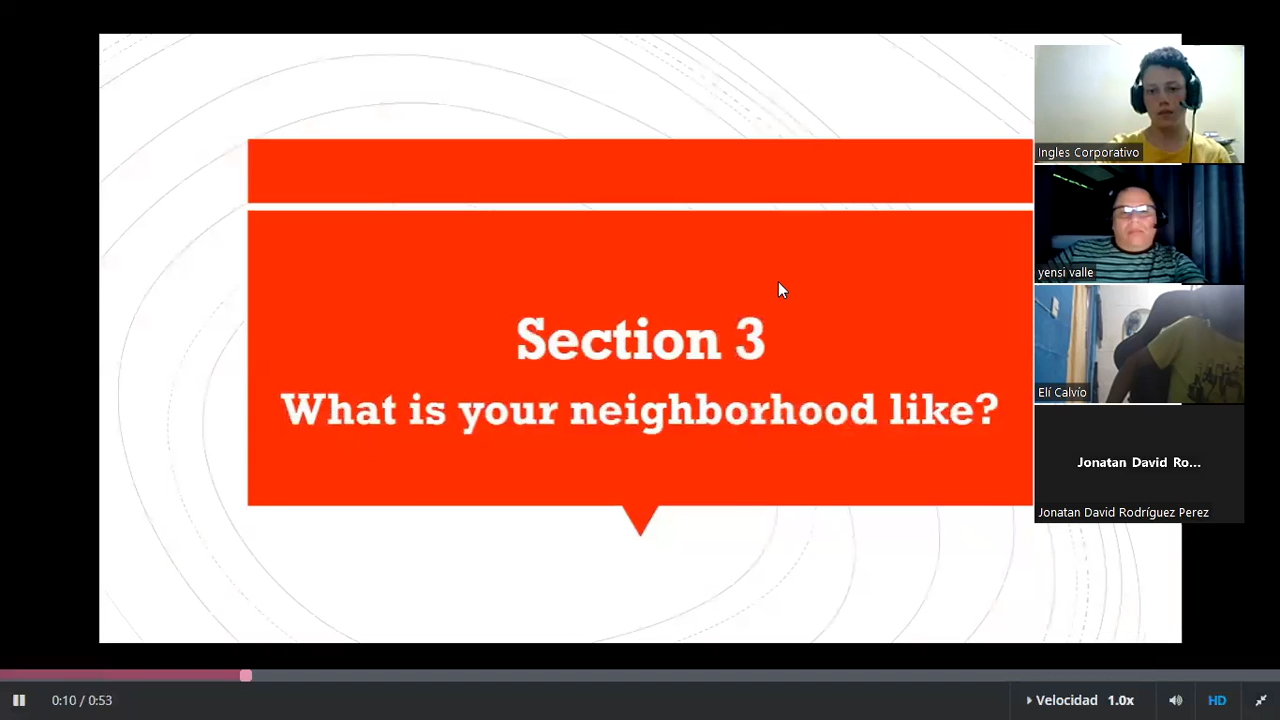 Section 3
What is your neighborhood like?
Ingles Corporativo
yensi valle
Elí Calvío
Jonatan David Ro...
Jonatan David Rodríguez Perez
0:10 / 0:53
Velocidad 1.0x
HD